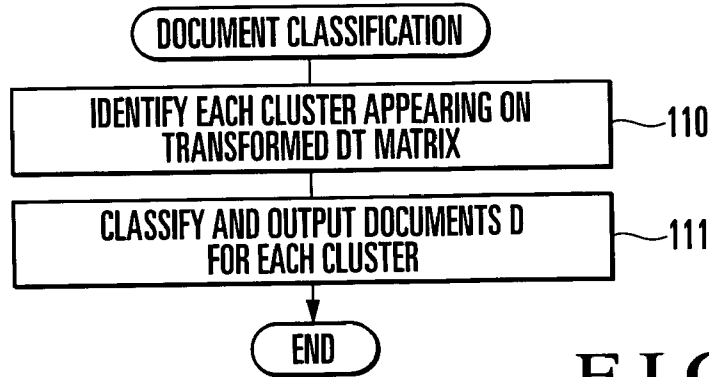 DOCUMENT CLASSIFICATION
IDENTIFY EACH CLUSTER APPEARING ON
TRANSFORMED DT MATRIX
110
CLASSIFY AND OUTPUT DOCUMENTS D
FOR EACH CLUSTER
111
END